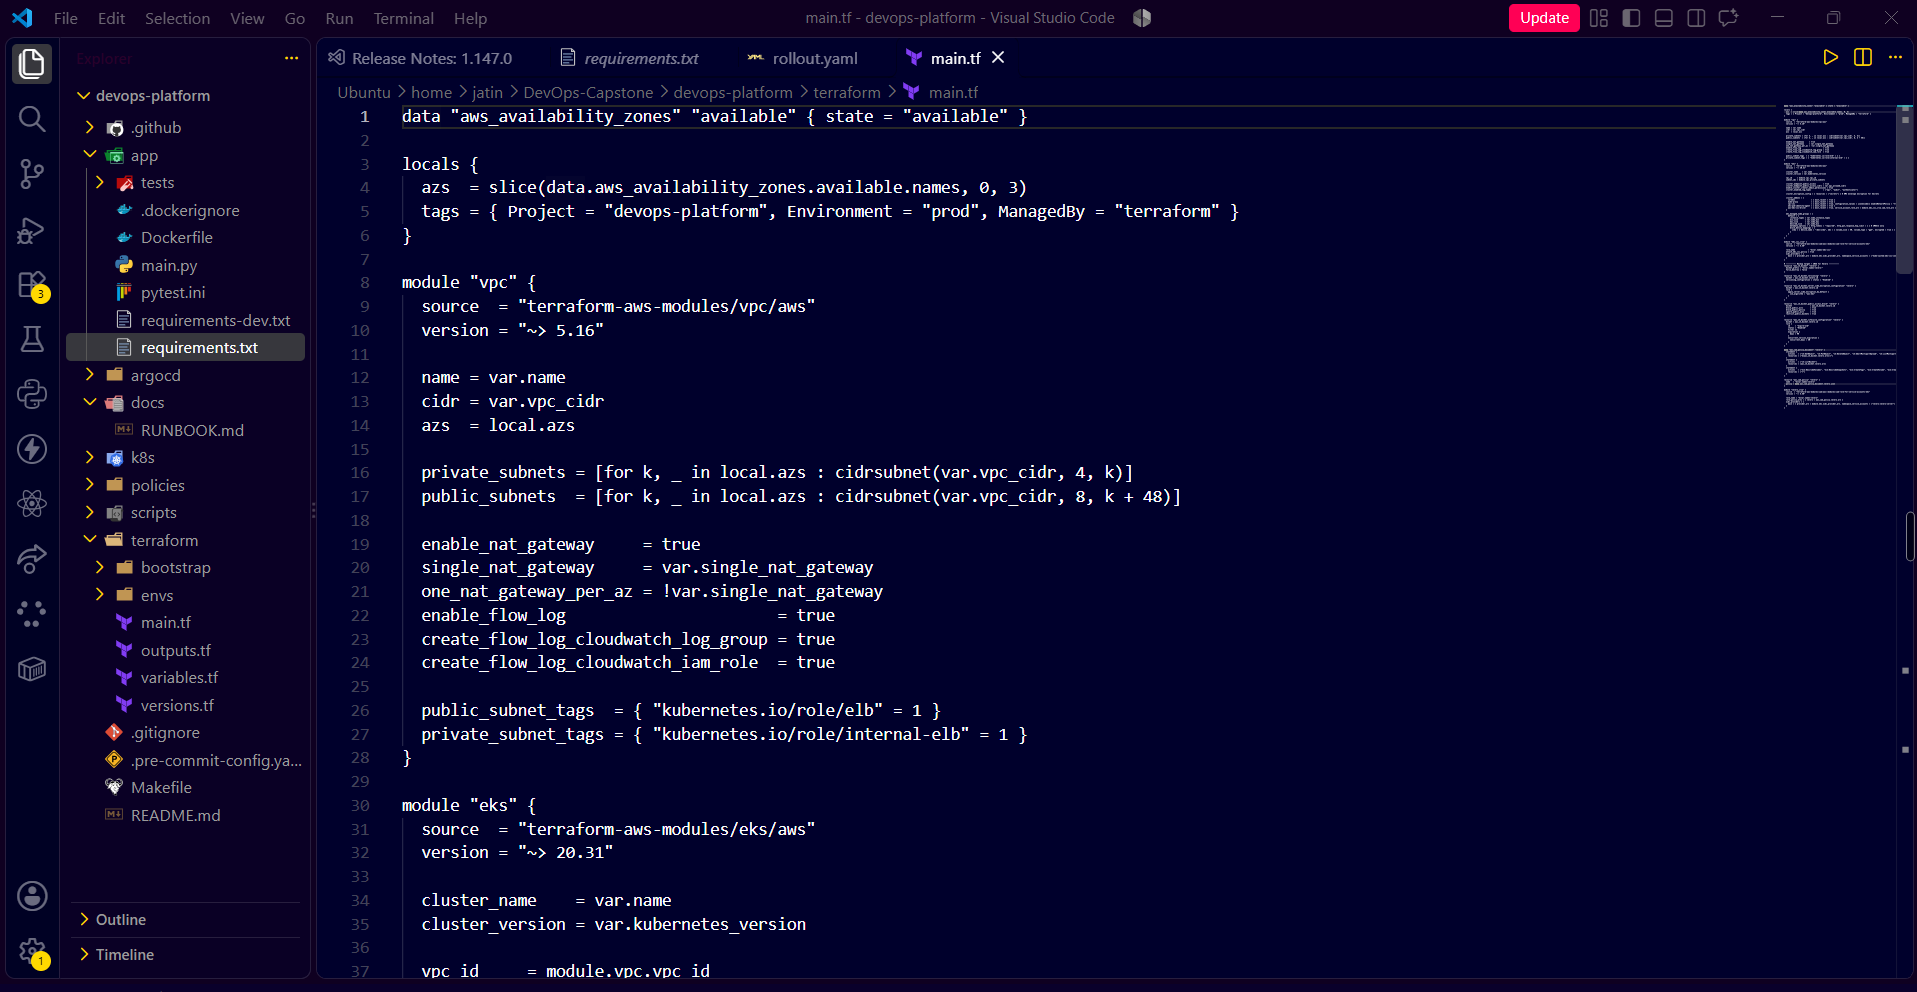 File Edit Selection View Go Run Terminal Help
main.tf - devops-platform - Visual Studio Code
Update
Explorer
devops-platform
.github
app
tests
.dockerignore
Dockerfile
main.py
pytest.ini
requirements-dev.txt
requirements.txt
argocd
docs
RUNBOOK.md
k8s
policies
scripts
terraform
bootstrap
envs
main.tf
outputs.tf
variables.tf
versions.tf
.gitignore
.pre-commit-config.ya...
Makefile
README.md
Outline
Timeline
3
1
Release Notes: 1.147.0 requirements.txt rollout.yaml main.tf
Ubuntu > home > jatin > DevOps-Capstone > devops-platform > terraform > main.tf
1 data "aws_availability_zones" "available" { state = "available" }
2
3 locals {
4   azs  = slice(data.aws_availability_zones.available.names, 0, 3)
5   tags = { Project = "devops-platform", Environment = "prod", ManagedBy = "terraform" }
6 }
7
8 module "vpc" {
9   source  = "terraform-aws-modules/vpc/aws"
10   version = "~> 5.16"
11
12   name = var.name
13   cidr = var.vpc_cidr
14   azs  = local.azs
15
16   private_subnets = [for k, _ in local.azs : cidrsubnet(var.vpc_cidr, 4, k)]
17   public_subnets  = [for k, _ in local.azs : cidrsubnet(var.vpc_cidr, 8, k + 48)]
18
19   enable_nat_gateway     = true
20   single_nat_gateway     = var.single_nat_gateway
21   one_nat_gateway_per_az = !var.single_nat_gateway
22   enable_flow_log                      = true
23   create_flow_log_cloudwatch_log_group = true
24   create_flow_log_cloudwatch_iam_role  = true
25
26   public_subnet_tags  = { "kubernetes.io/role/elb" = 1 }
27   private_subnet_tags = { "kubernetes.io/role/internal-elb" = 1 }
28 }
29
30 module "eks" {
31   source  = "terraform-aws-modules/eks/aws"
32   version = "~> 20.31"
33
34   cluster_name    = var.name
35   cluster_version = var.kubernetes_version
36
37   vpc_id     = module.vpc.vpc_id